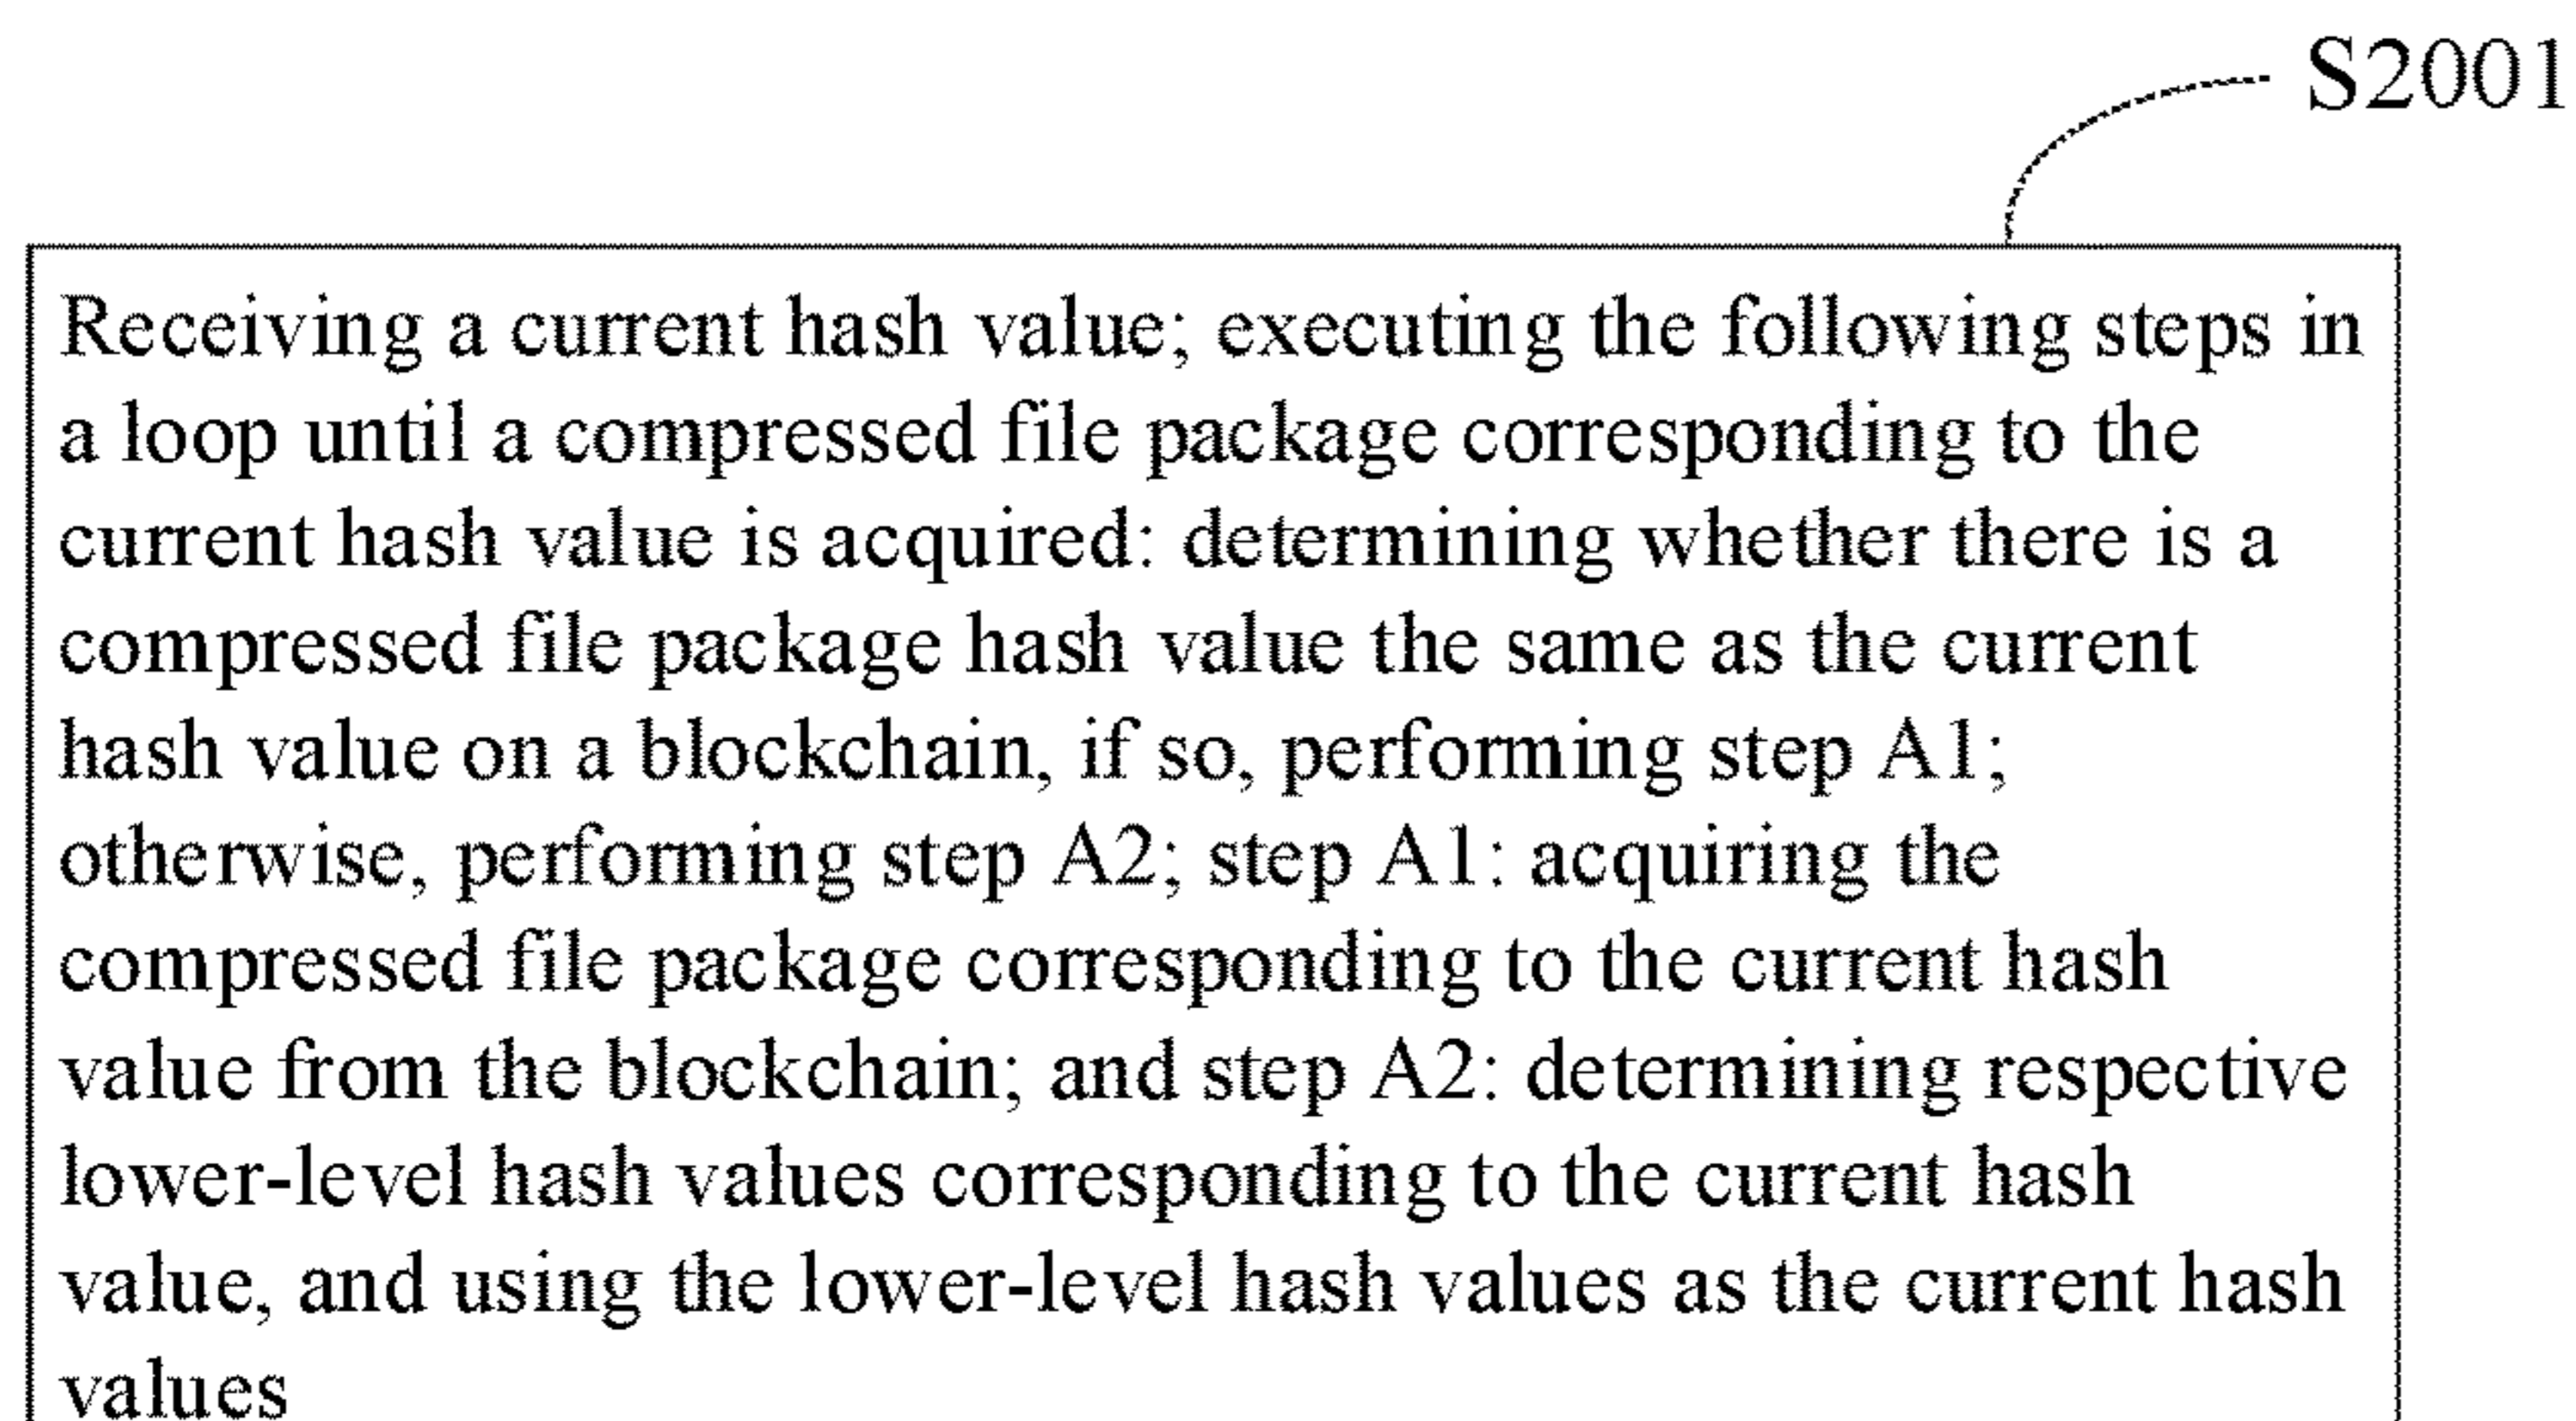 S2001
Receiving a current hash value; executing the following steps in
a loop until a compressed file package corresponding to the
current hash value is acquired: determining whether there is a
compressed file package hash value the same as the current
hash value on a blockchain, if so, performing step A1;
otherwise, performing step A2; step A1: acquiring the
compressed file package corresponding to the current hash
value from the blockchain; and step A2: determining respective
lower-level hash values corresponding to the current hash
value, and using the lower-level hash values as the current hash
values